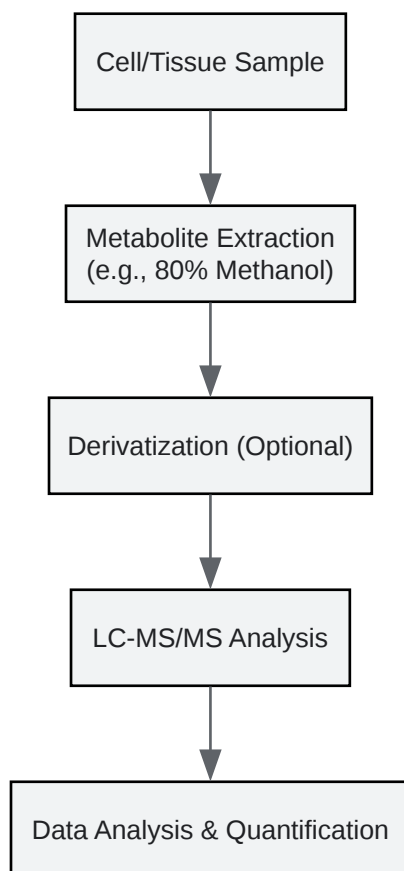 Cell/Tissue Sample
Metabolite Extraction
(e.g., 80% Methanol)
Derivatization (Optional)
LC-MS/MS Analysis
Data Analysis & Quantification